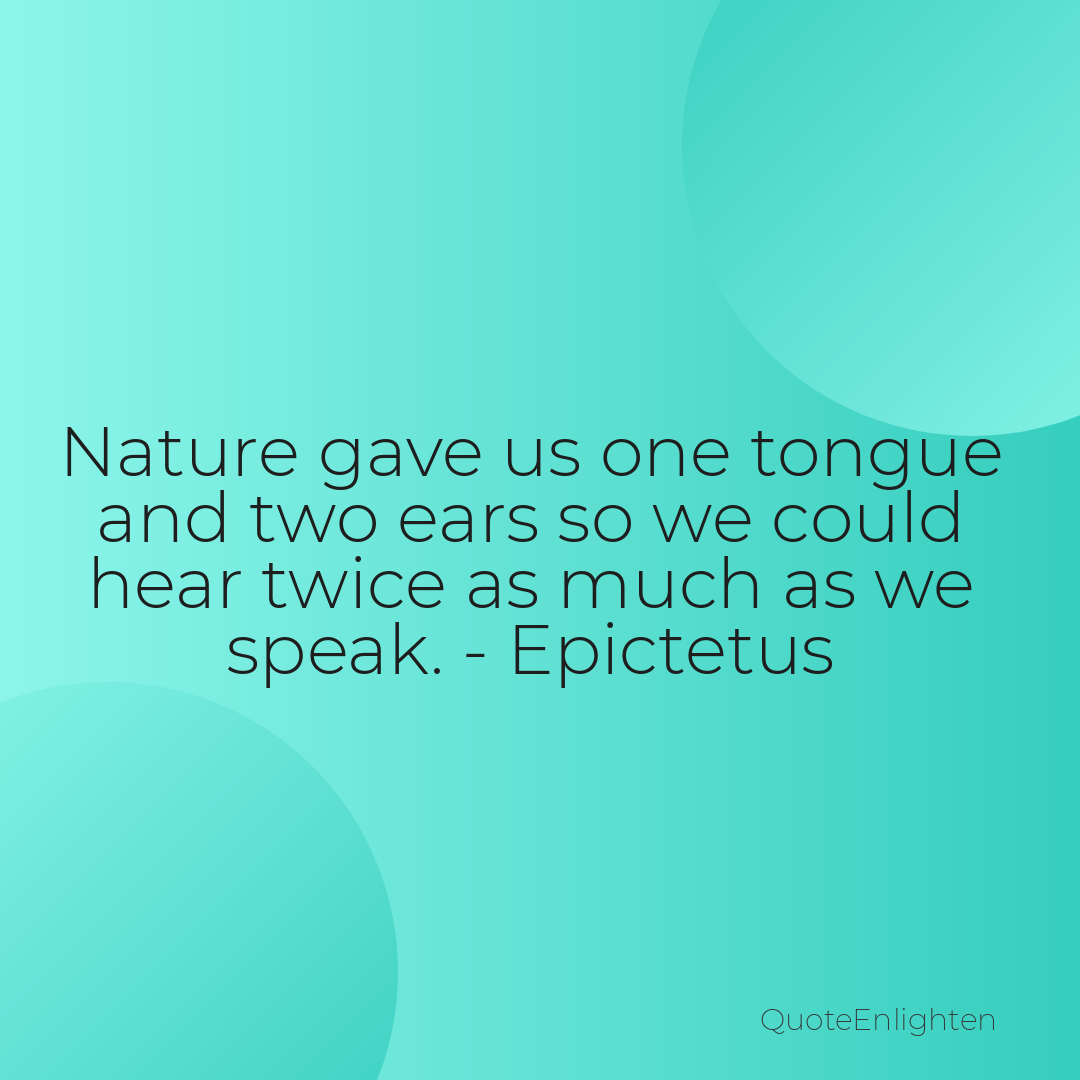 Nature gave us one tongue
and two ears so we could
hear twice as much as we
speak. - Epictetus
QuoteEnlighten